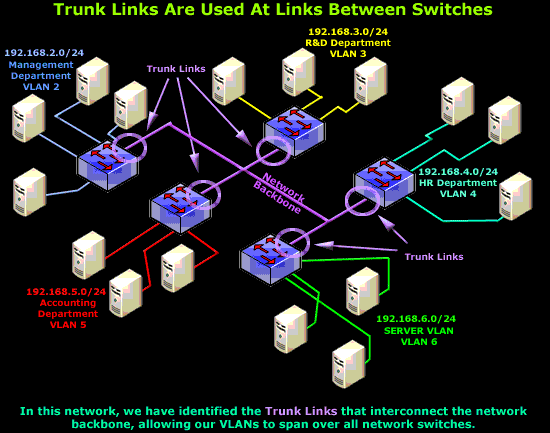 Trunk Links Are Used At Links Between Switches
192.168.3.0/24
R&D Department
VLAN 3
192.168.2.0/24
Management
Department
VLAN 2
Trunk Links
192.168.4.0/24
HR Department
VLAN 4
Network
Backbone
Trunk Links
192.168.5.0/24
Accounting
Department
VLAN 5
192.168.6.0/24
SERVER VLAN
VLAN 6
In this network, we have identified the Trunk Links that interconnect the network
backbone, allowing our VLANs to span over all network switches.